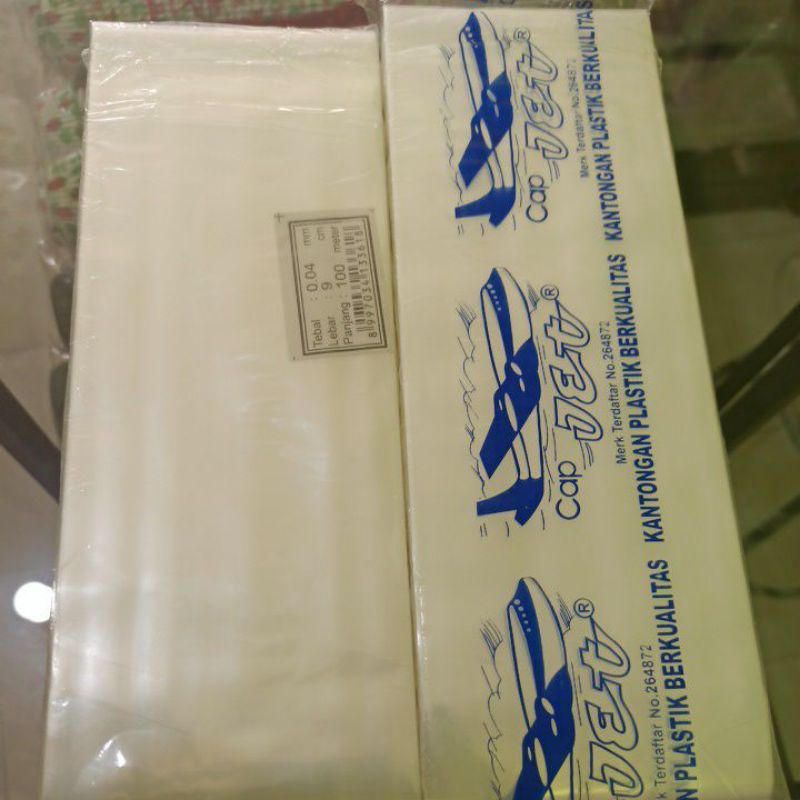 Tebal : 0.04 mm
Lebar : 9 cm
Panjang : 100 meter
8997034133618
Cap JEt®
Merk Terdaftar No.264872
KANTONGAN PLASTIK BERKUALITAS
Cap JEt®
Merk Terdaftar No.264872
KANTONGAN PLASTIK BERKUALITAS
JEt®
Merk Terdaftar No.264872
PLASTIK BERKUALITAS